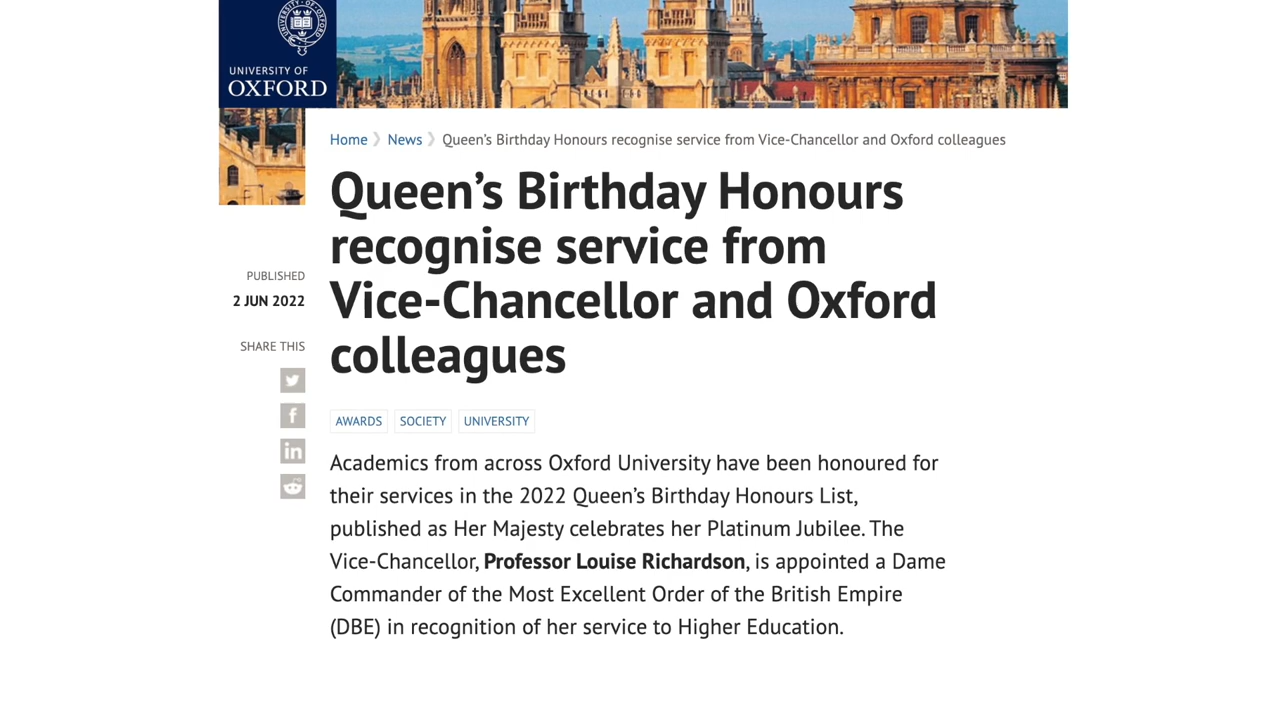 UNIVERSITY OF OXFORD
UNIVERSITY OF
OXFORD
Home News Queen's Birthday Honours recognise service from Vice-Chancellor and Oxford colleagues
Queen's Birthday Honours
recognise service from
Vice-Chancellor and Oxford
colleagues
PUBLISHED
2 JUN 2022
SHARE THIS
f
in
AWARDS SOCIETY UNIVERSITY
Academics from across Oxford University have been honoured for
their services in the 2022 Queen's Birthday Honours List,
published as Her Majesty celebrates her Platinum Jubilee. The
Vice-Chancellor, Professor Louise Richardson, is appointed a Dame
Commander of the Most Excellent Order of the British Empire
(DBE) in recognition of her service to Higher Education.